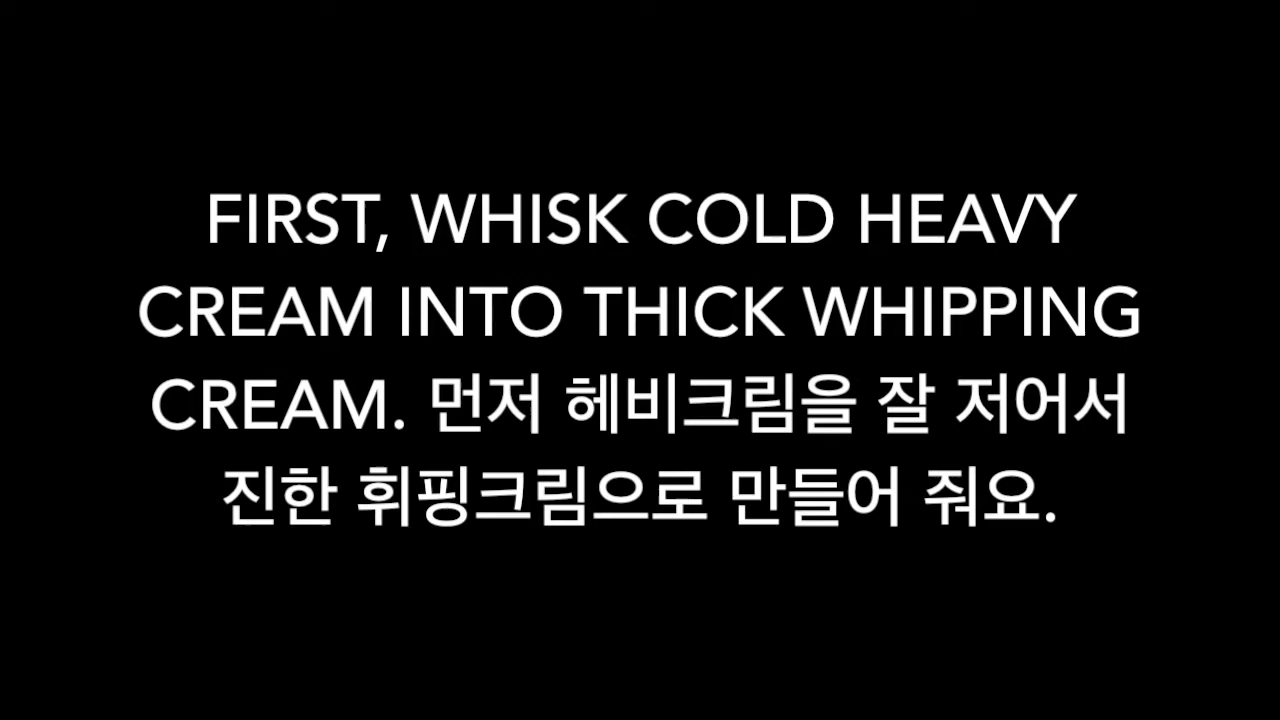 FIRST, WHISK COLD HEAVY
CREAM INTO THICK WHIPPING
CREAM. 먼저 헤비크림을 잘 저어서
진한 휘핑크림으로 만들어 줘요.